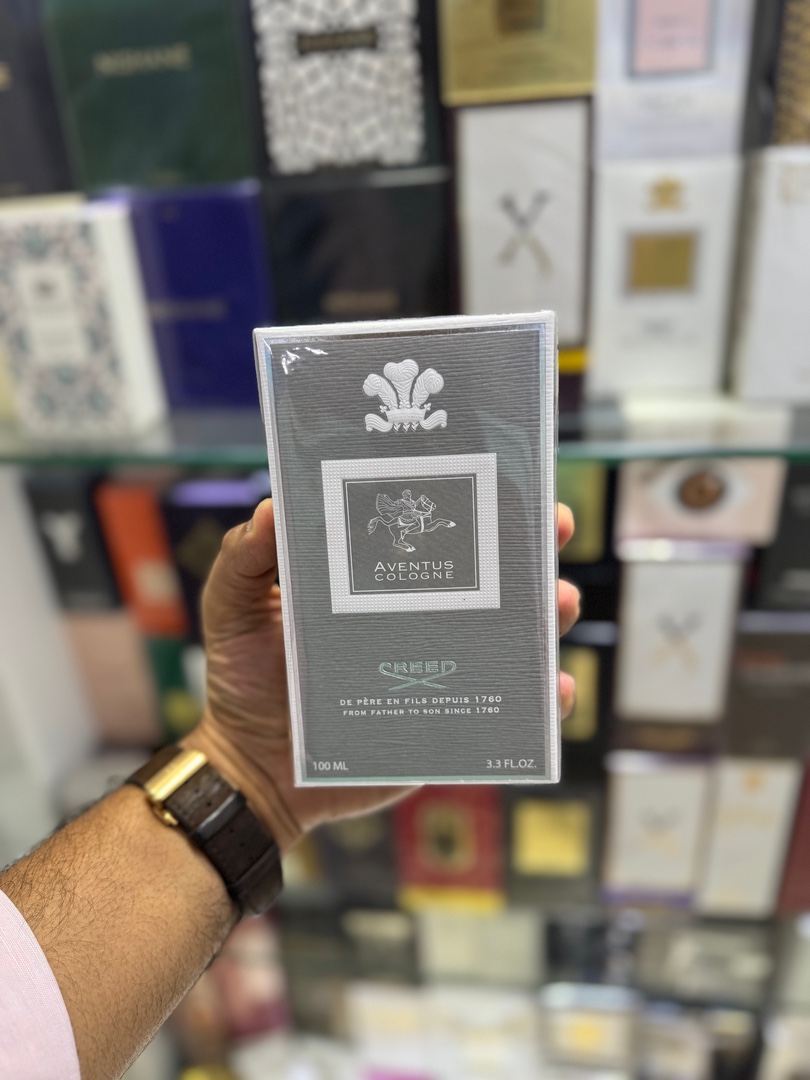 AVENTUS
COLOGNE
CREED
DE PÈRE EN FILS DEPUIS 1760
FROM FATHER TO SON SINCE 1760
100 ML
3.3 FL.OZ.